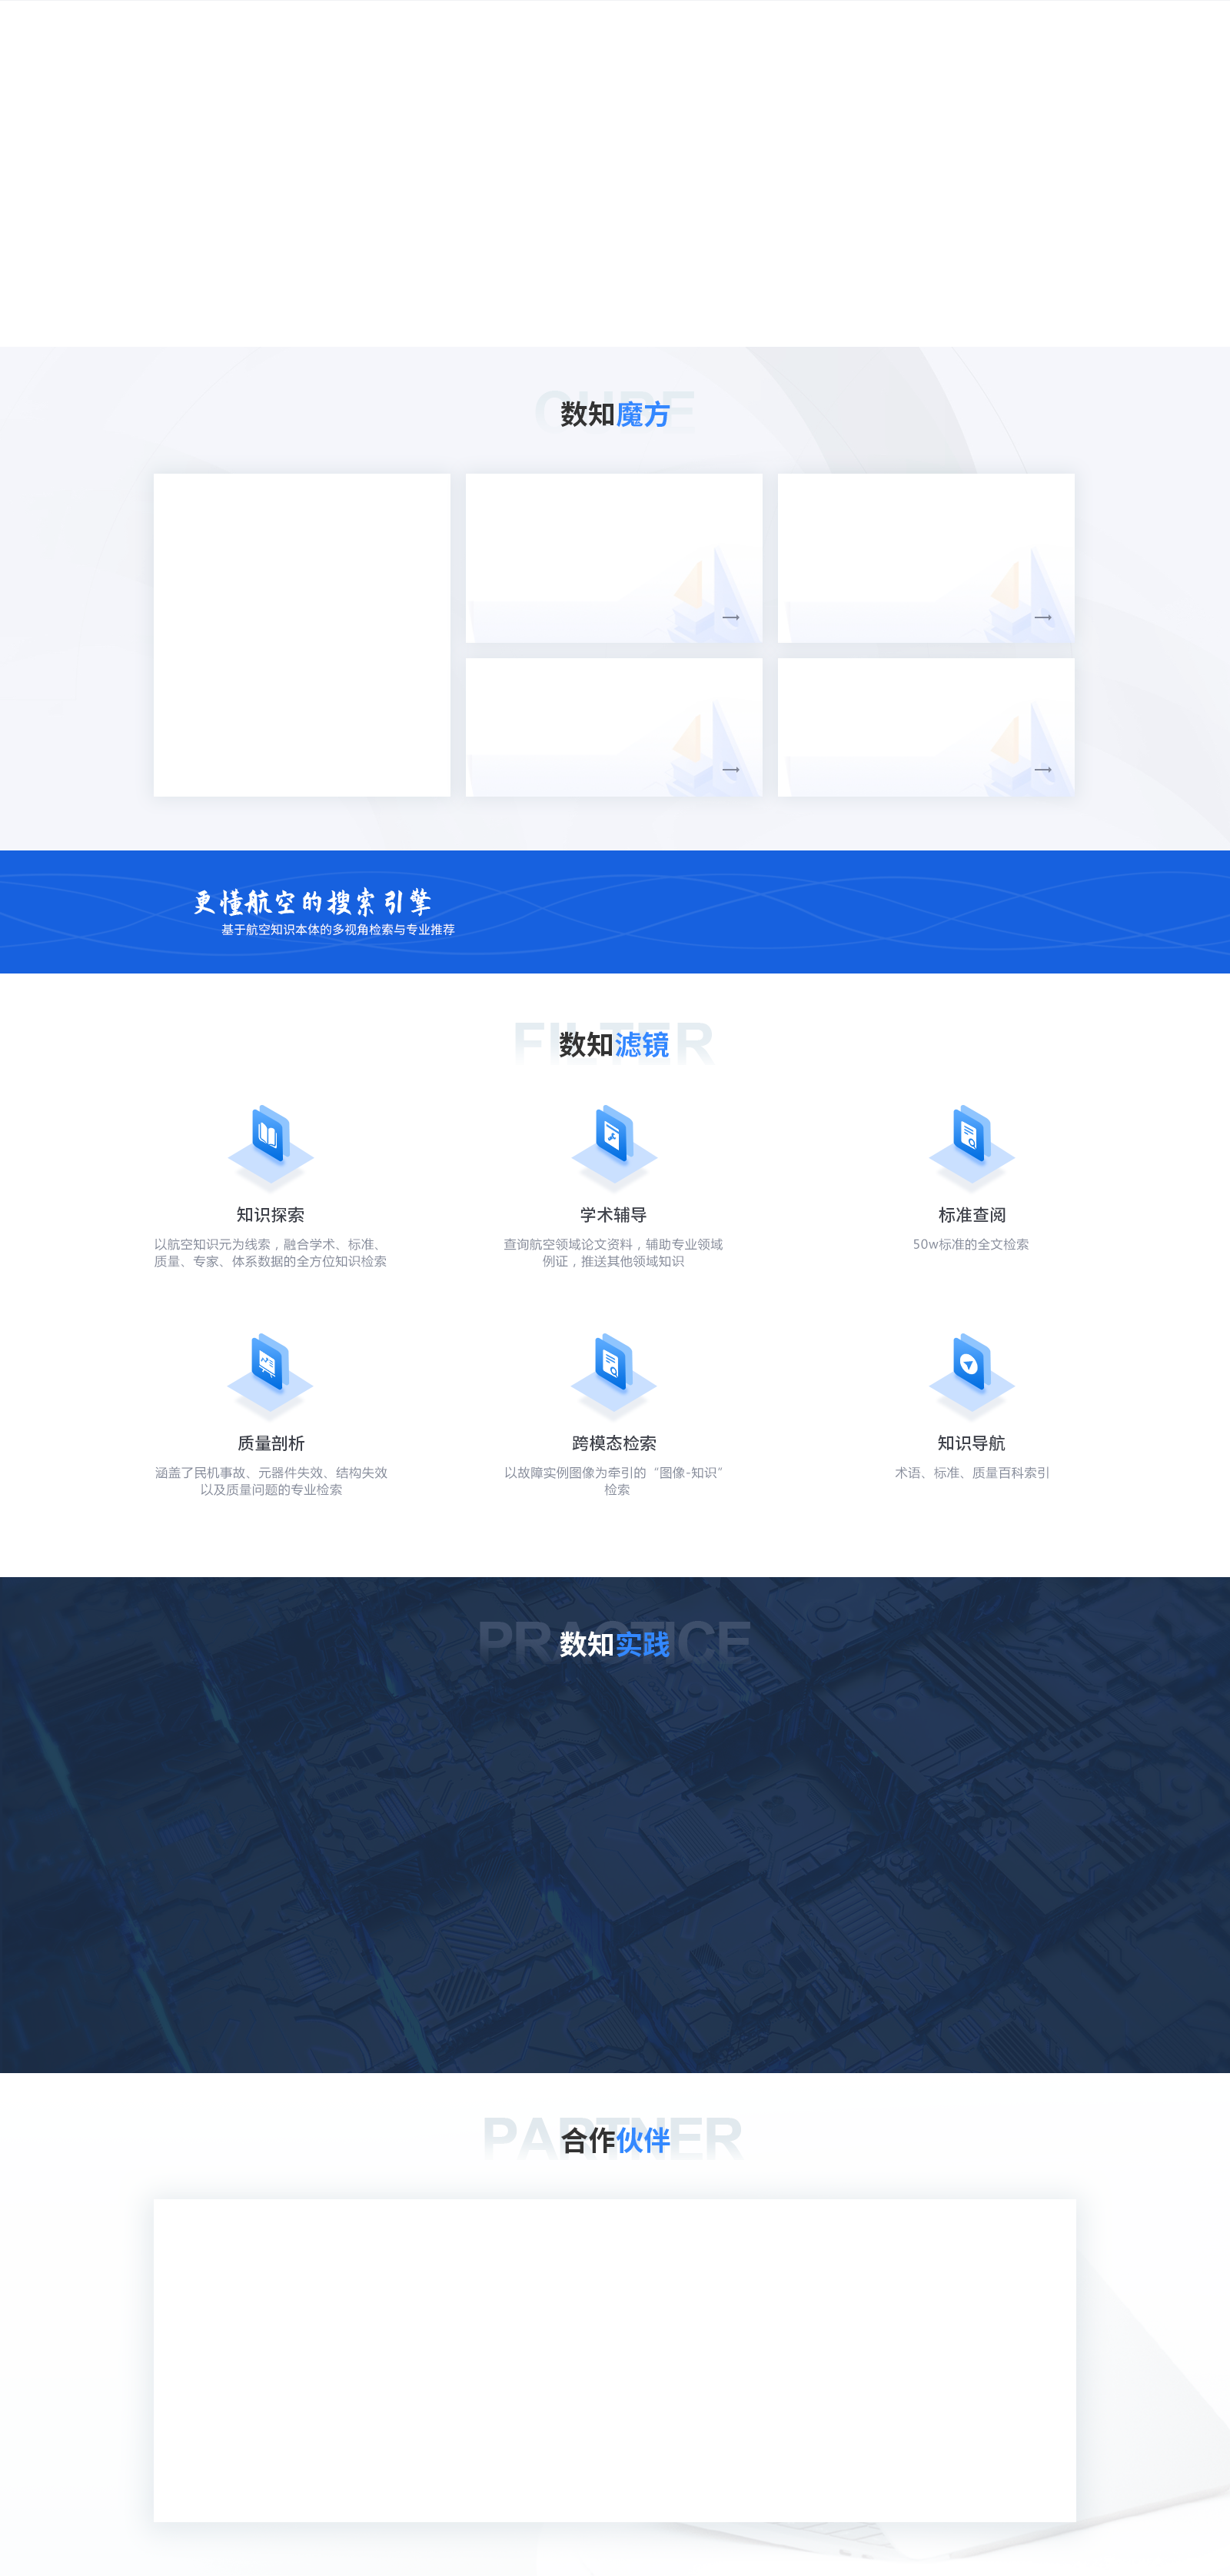 CUBE
数知魔方
更懂航空的搜索引擎
基于航空知识本体的多视角检索与专业推荐
FILTER
数知滤镜
知识探索
以航空知识元为线索，融合学术、标准、
质量、专家、体系数据的全方位知识检索
学术辅导
查询航空领域论文资料，辅助专业领域
例证，推送其他领域知识
标准查阅
50w标准的全文检索
质量剖析
涵盖了民机事故、元器件失效、结构失效
以及质量问题的专业检索
跨模态检索
以故障实例图像为牵引的“图像-知识”
检索
知识导航
术语、标准、质量百科索引
PRACTICE
数知实践
PARTNER
合作伙伴